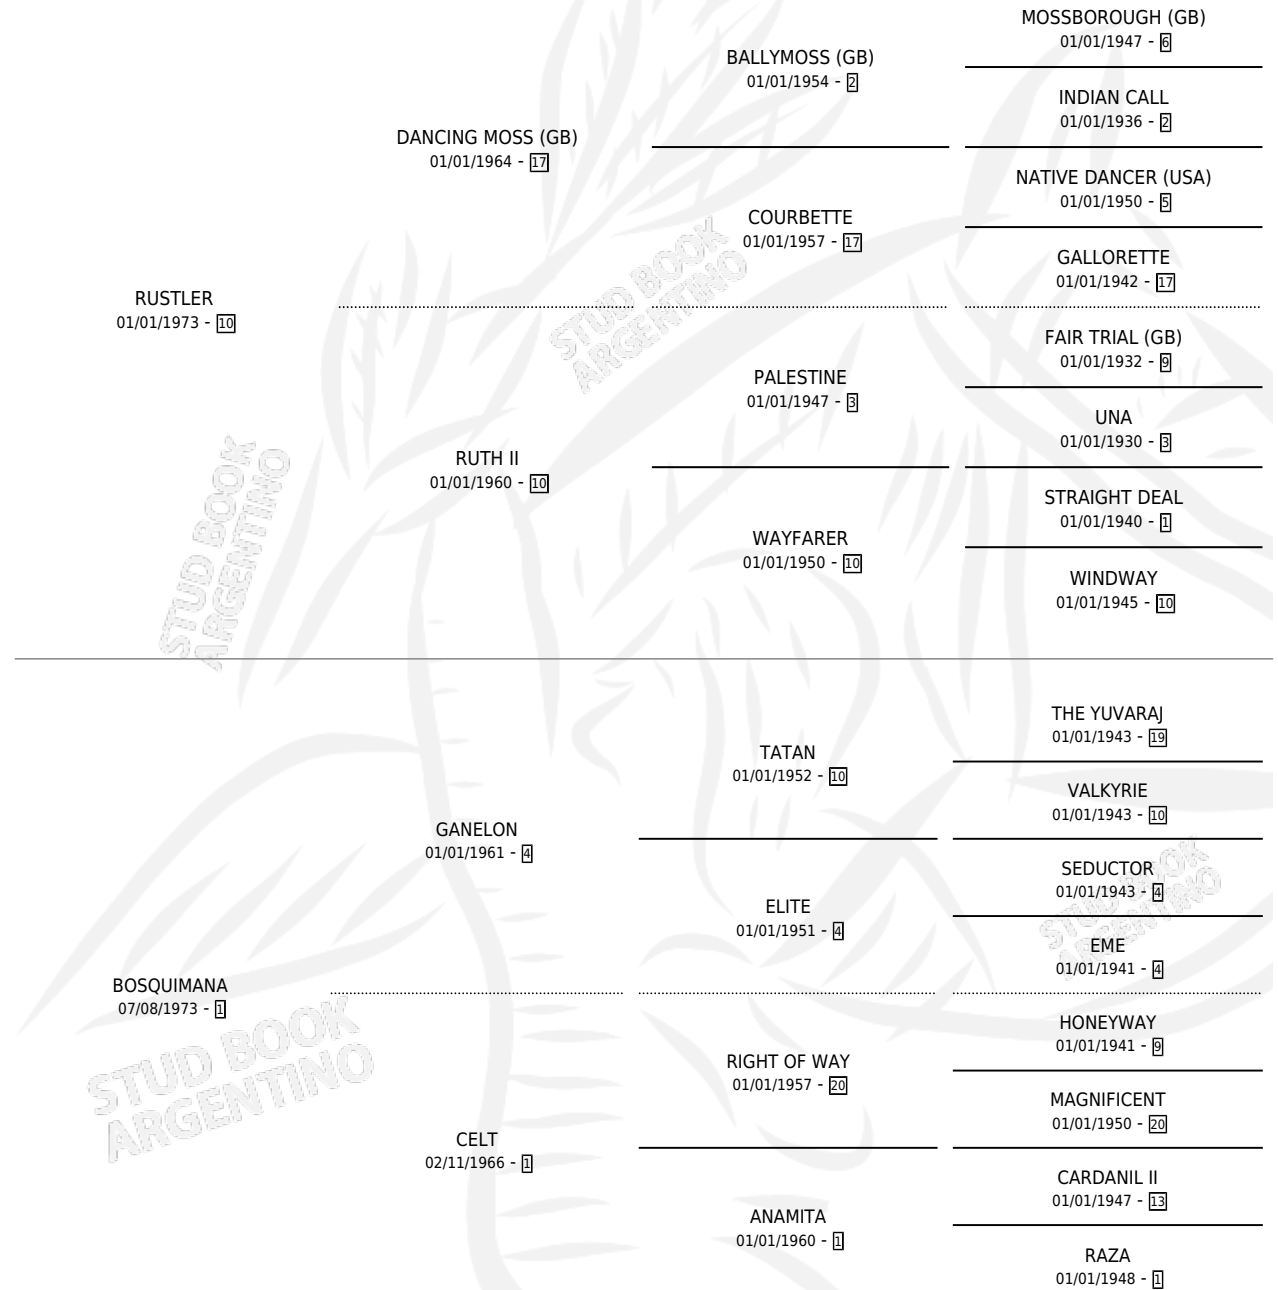 MOSSBOROUGH (GB)
01/01/1947 - 6
BALLYMOSS (GB)
01/01/1954 - 2
INDIAN CALL
01/01/1936 - 2
DANCING MOSS (GB)
01/01/1964 - 17
NATIVE DANCER (USA)
01/01/1950 - 5
COURBETTE
01/01/1957 - 17
GALLORETTE
01/01/1942 - 17
RUSTLER
01/01/1973 - 10
STUD BOOK
ARGENTINO
FAIR TRIAL (GB)
01/01/1932 - 9
PALESTINE
01/01/1947 - 3
UNA
01/01/1930 - 3
RUTH II
01/01/1960 - 10
STRAIGHT DEAL
01/01/1940 - 1
WAYFARER
01/01/1950 - 10
WINDWAY
01/01/1945 - 10
STUD BOOK
ARGENTINO
THE YUVARAJ
01/01/1943 - 19
TATAN
01/01/1952 - 10
VALKYRIE
01/01/1943 - 10
GANELON
01/01/1961 - 4
SEDUCTOR
01/01/1943 - 4
ELITE
01/01/1951 - 4
EME
01/01/1941 - 4
STUD BOOK
ARGENTINO
BOSQUIMANA
07/08/1973 - 1
HONEYWAY
01/01/1941 - 9
RIGHT OF WAY
01/01/1957 - 20
MAGNIFICENT
01/01/1950 - 20
STUD BOOK
ARGENTINO
CELT
02/11/1966 - 1
CARDANIL II
01/01/1947 - 13
ANAMITA
01/01/1960 - 1
RAZA
01/01/1948 - 1